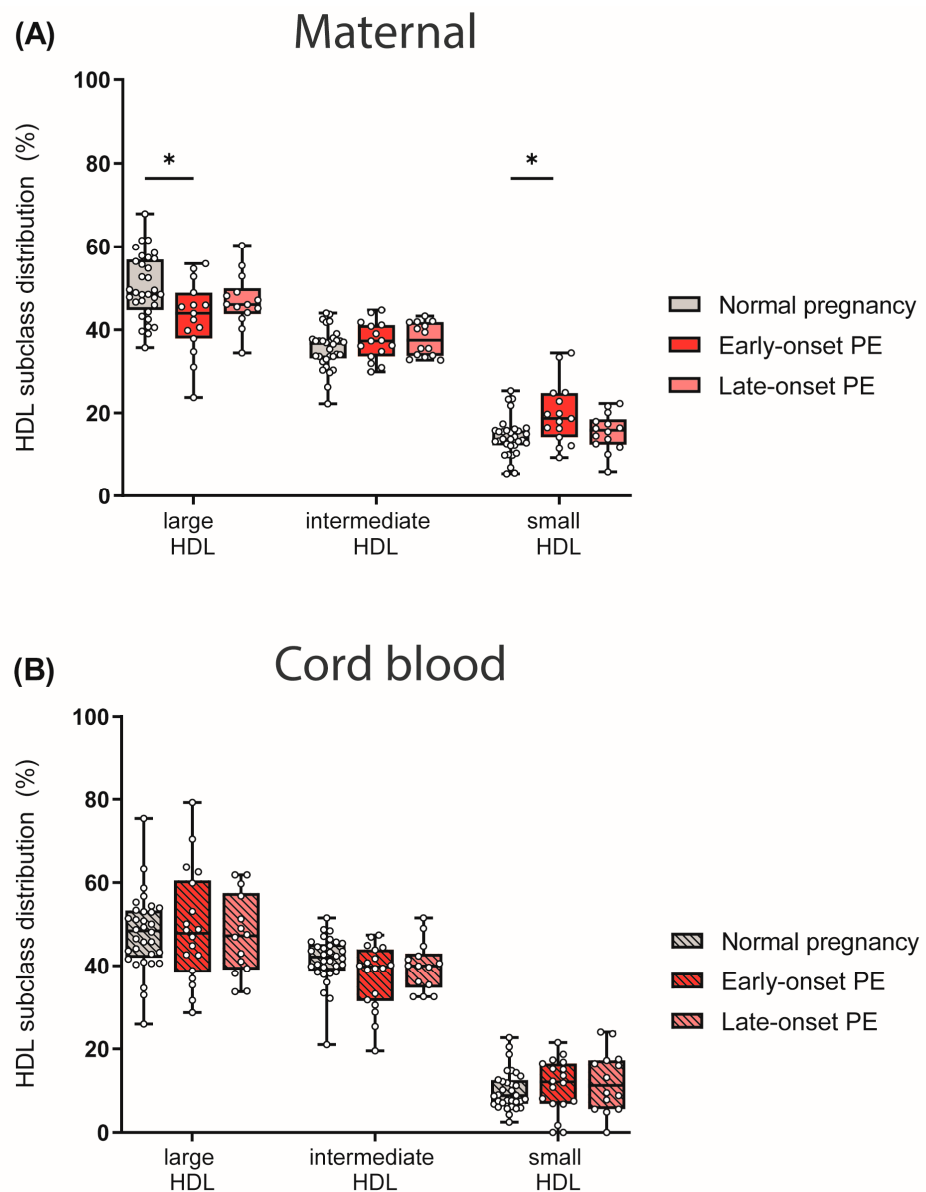 (A)
Maternal
HDL subclass distribution (%)
100
80
60
40
20
0
*
*
large
HDL
intermediate
HDL
small
HDL
Normal pregnancy
Early-onset PE
Late-onset PE
(B)
Cord blood
HDL subclass distribution (%)
100
80
60
40
20
0
large
HDL
intermediate
HDL
small
HDL
Normal pregnancy
Early-onset PE
Late-onset PE